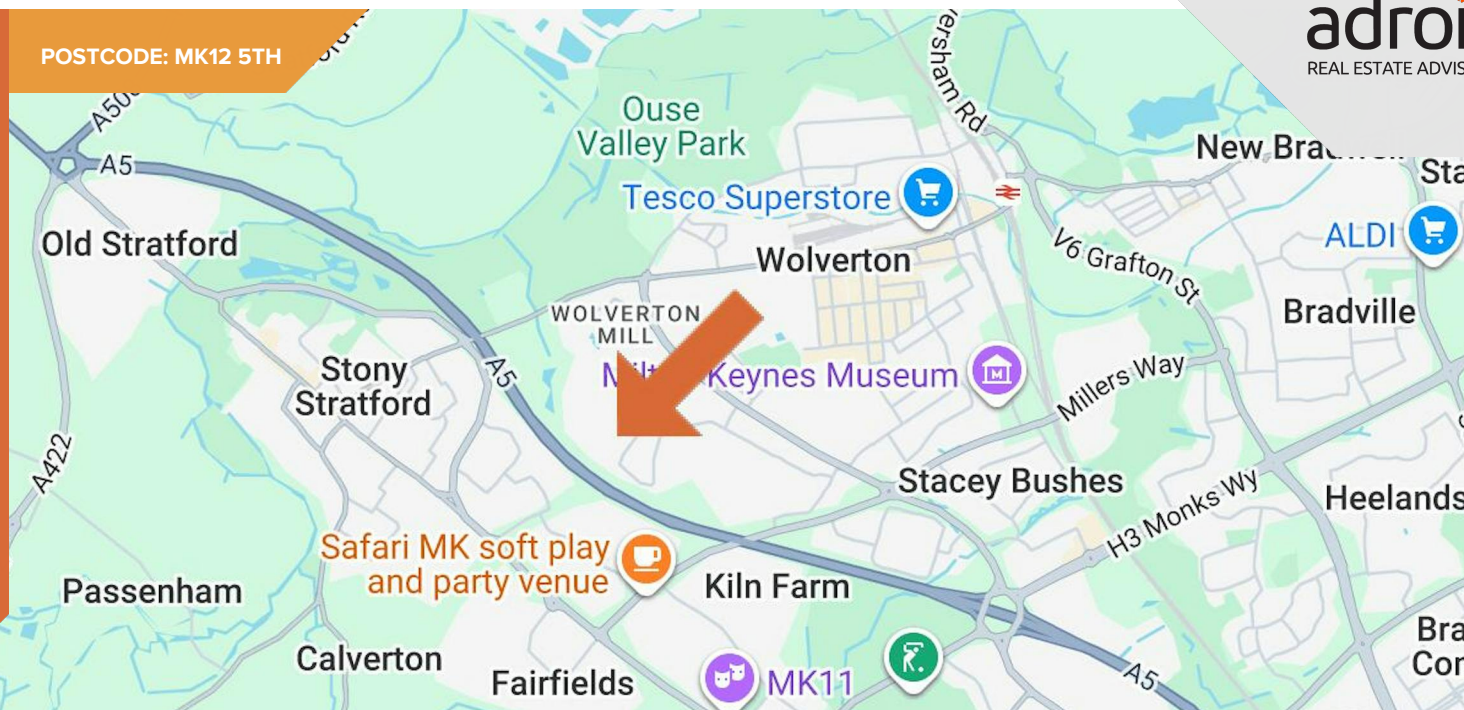 POSTCODE: MK12 5TH
adroi
REAL ESTATE ADVIS
A5
Old Stratford
Ouse
Valley Park
Tesco Superstore
Wolverton
ersham Rd
New Bra
Sta
ALDI
V6 Grafton St
Bradville
WOLVERTON
MILL
Stony
Stratford
A5
Keynes Museum
Millers Way
A422
Stacey Bushes
H3 Monks Wy
Heelands
Safari MK soft play
and party venue
Kiln Farm
Passenham
Calverton
Fairfields
MK11
A5
Bra
Cor